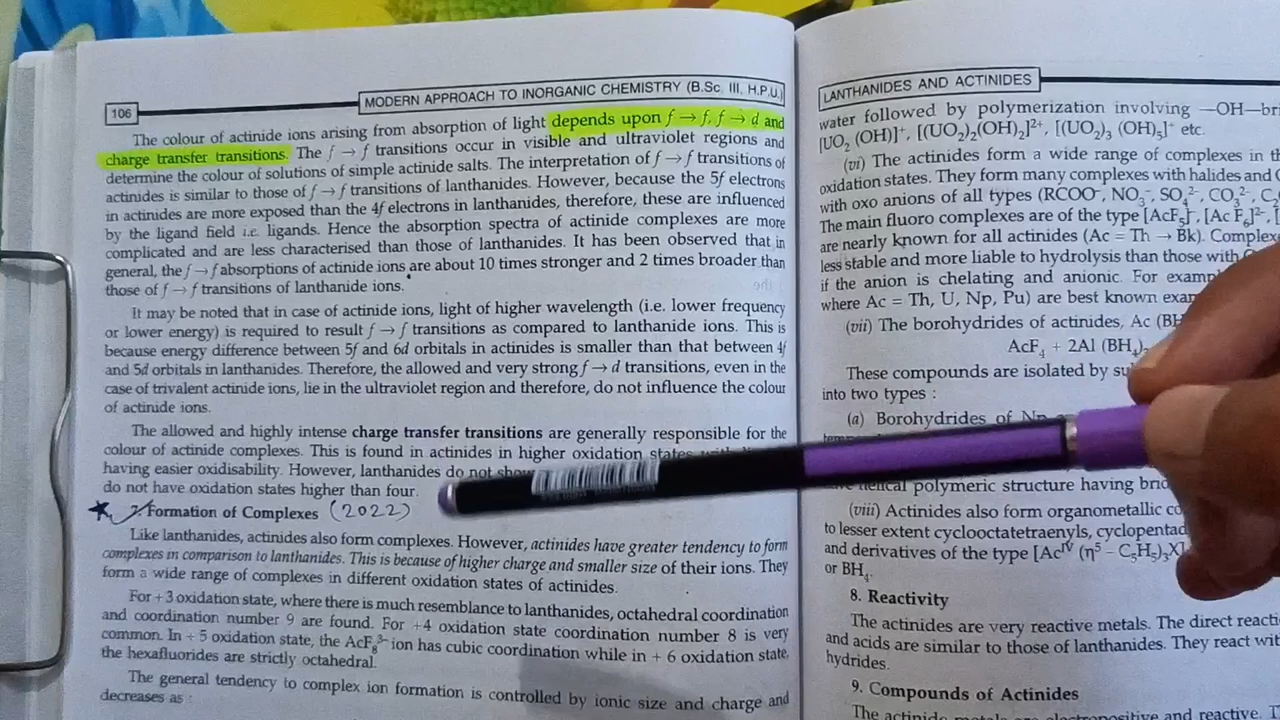 106
MODERN APPROACH TO INORGANIC CHEMISTRY (B.Sc. III, H.P.U.)
The colour of actinide ions arising from absorption of light depends upon f → f, f → d and
charge transfer transitions. The f → f transitions occur in visible and ultraviolet regions and
determine the colour of solutions of simple actinide salts. The interpretation of f → f transitions of
actinides is similar to those of f → f transitions of lanthanides. However, because the 5f electrons
in actinides are more exposed than the 4f electrons in lanthanides, therefore, these are influenced
by the ligand field i.e. ligands. Hence the absorption spectra of actinide complexes are more
complicated and are less characterised than those of lanthanides. It has been observed that in
general, the f → f absorptions of actinide ions are about 10 times stronger and 2 times broader than
those of f → f transitions of lanthanide ions.
It may be noted that in case of actinide ions, light of higher wavelength (i.e. lower frequency
or lower energy) is required to result f → f transitions as compared to lanthanide ions. This is
because energy difference between 5f and 6d orbitals in actinides is smaller than that between 4f
and 5d orbitals in lanthanides. Therefore, the allowed and very strong f → d transitions, even in the
case of trivalent actinide ions, lie in the ultraviolet region and therefore, do not influence the colour
of actinide ions.
The allowed and highly intense charge transfer transitions are generally responsible for the
colour of actinide complexes. This is found in actinides in higher oxidation states
having easier oxidisability. However, lanthanides do not
do not have oxidation states higher than four.
Formation of Complexes (2022)
Like lanthanides, actinides also form complexes. However, actinides have greater tendency to form
complexes in comparison to lanthanides. This is because of higher charge and smaller size of their ions. They
form a wide range of complexes in different oxidation states of actinides.
For +3 oxidation state, where there is much resemblance to lanthanides, octahedral coordination
and coordination number 9 are found. For +4 oxidation state coordination number 8 is very
common. In + 5 oxidation state, the AcF₈³⁻ ion has cubic coordination while in + 6 oxidation state,
the hexafluorides are strictly octahedral.
The general tendency to complex ion formation is controlled by ionic size and charge and
decreases as :
LANTHANIDES AND ACTINIDES
water followed by polymerization involving —OH—
[UO₂ (OH)]⁺, [(UO₂)₂(OH)₂]²⁺, [(UO₂)₃ (OH)₅]⁺ etc.
(vi) The actinides form a wide range of complexes in
oxidation states. They form many complexes with halides and
with oxo anions of all types (RCOO⁻, NO₃⁻, SO₄²⁻, CO₃²⁻,
The main fluoro complexes are of the type
are nearly known for all actinides (Ac = Th → Bk).
less stable and more liable to hydrolysis than those with
if the anion is chelating and anionic. For
where Ac = Th, U, Np, Pu) are best known
(vii) The borohydrides of actinides, Ac
AcF₄ + 2Al (BH₄)
These compounds are isolated by
into two types :
(a) Borohydrides of
helical polymeric structure having
(viii) Actinides also form organometallic
to lesser extent cyclooctatetraenyls,
and derivatives of the type [Acᴵⱽ (η⁵ – C₅H₅)₃X]
or BH₄.
8. Reactivity
The actinides are very reactive metals. The direct
and acids are similar to those of lanthanides. They react
hydrides.
9. Compounds of Actinides
The actinide metals are electropositive and reactive.